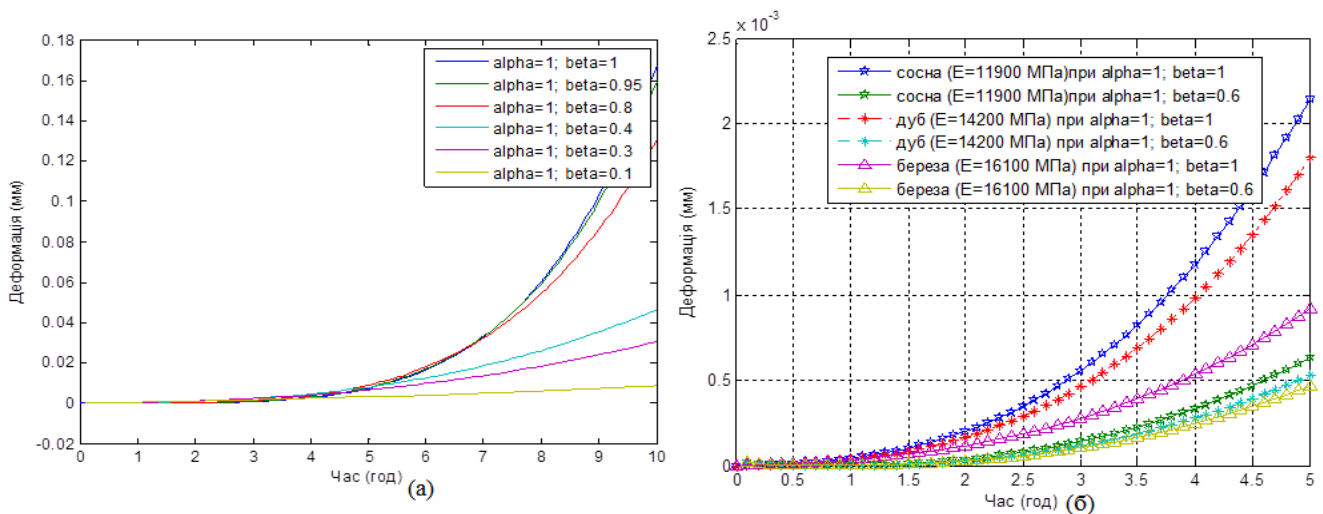 0.18
0.16
0.14
0.12
0.1
0.08
0.06
0.04
0.02
0
-0.02
Деформація (мм)
alpha=1; beta=1
alpha=1; beta=0.95
alpha=1; beta=0.8
alpha=1; beta=0.4
alpha=1; beta=0.3
alpha=1; beta=0.1
0 1 2 3 4 5 6 7 8 9 10
Час (год)
(а)
x 10⁻³
2.5
2
1.5
1
0.5
0
Деформація (мм)
сосна (E=11900 МПа)при alpha=1; beta=1
сосна (E=11900 МПа)при alpha=1; beta=0.6
дуб (E=14200 МПа) при alpha=1; beta=1
дуб (E=14200 МПа) при alpha=1; beta=0.6
береза (E=16100 МПа) при alpha=1; beta=1
береза (E=16100 МПа) при alpha=1; beta=0.6
0 0.5 1 1.5 2 2.5 3 3.5 4 4.5 5
Час (год)
(б)